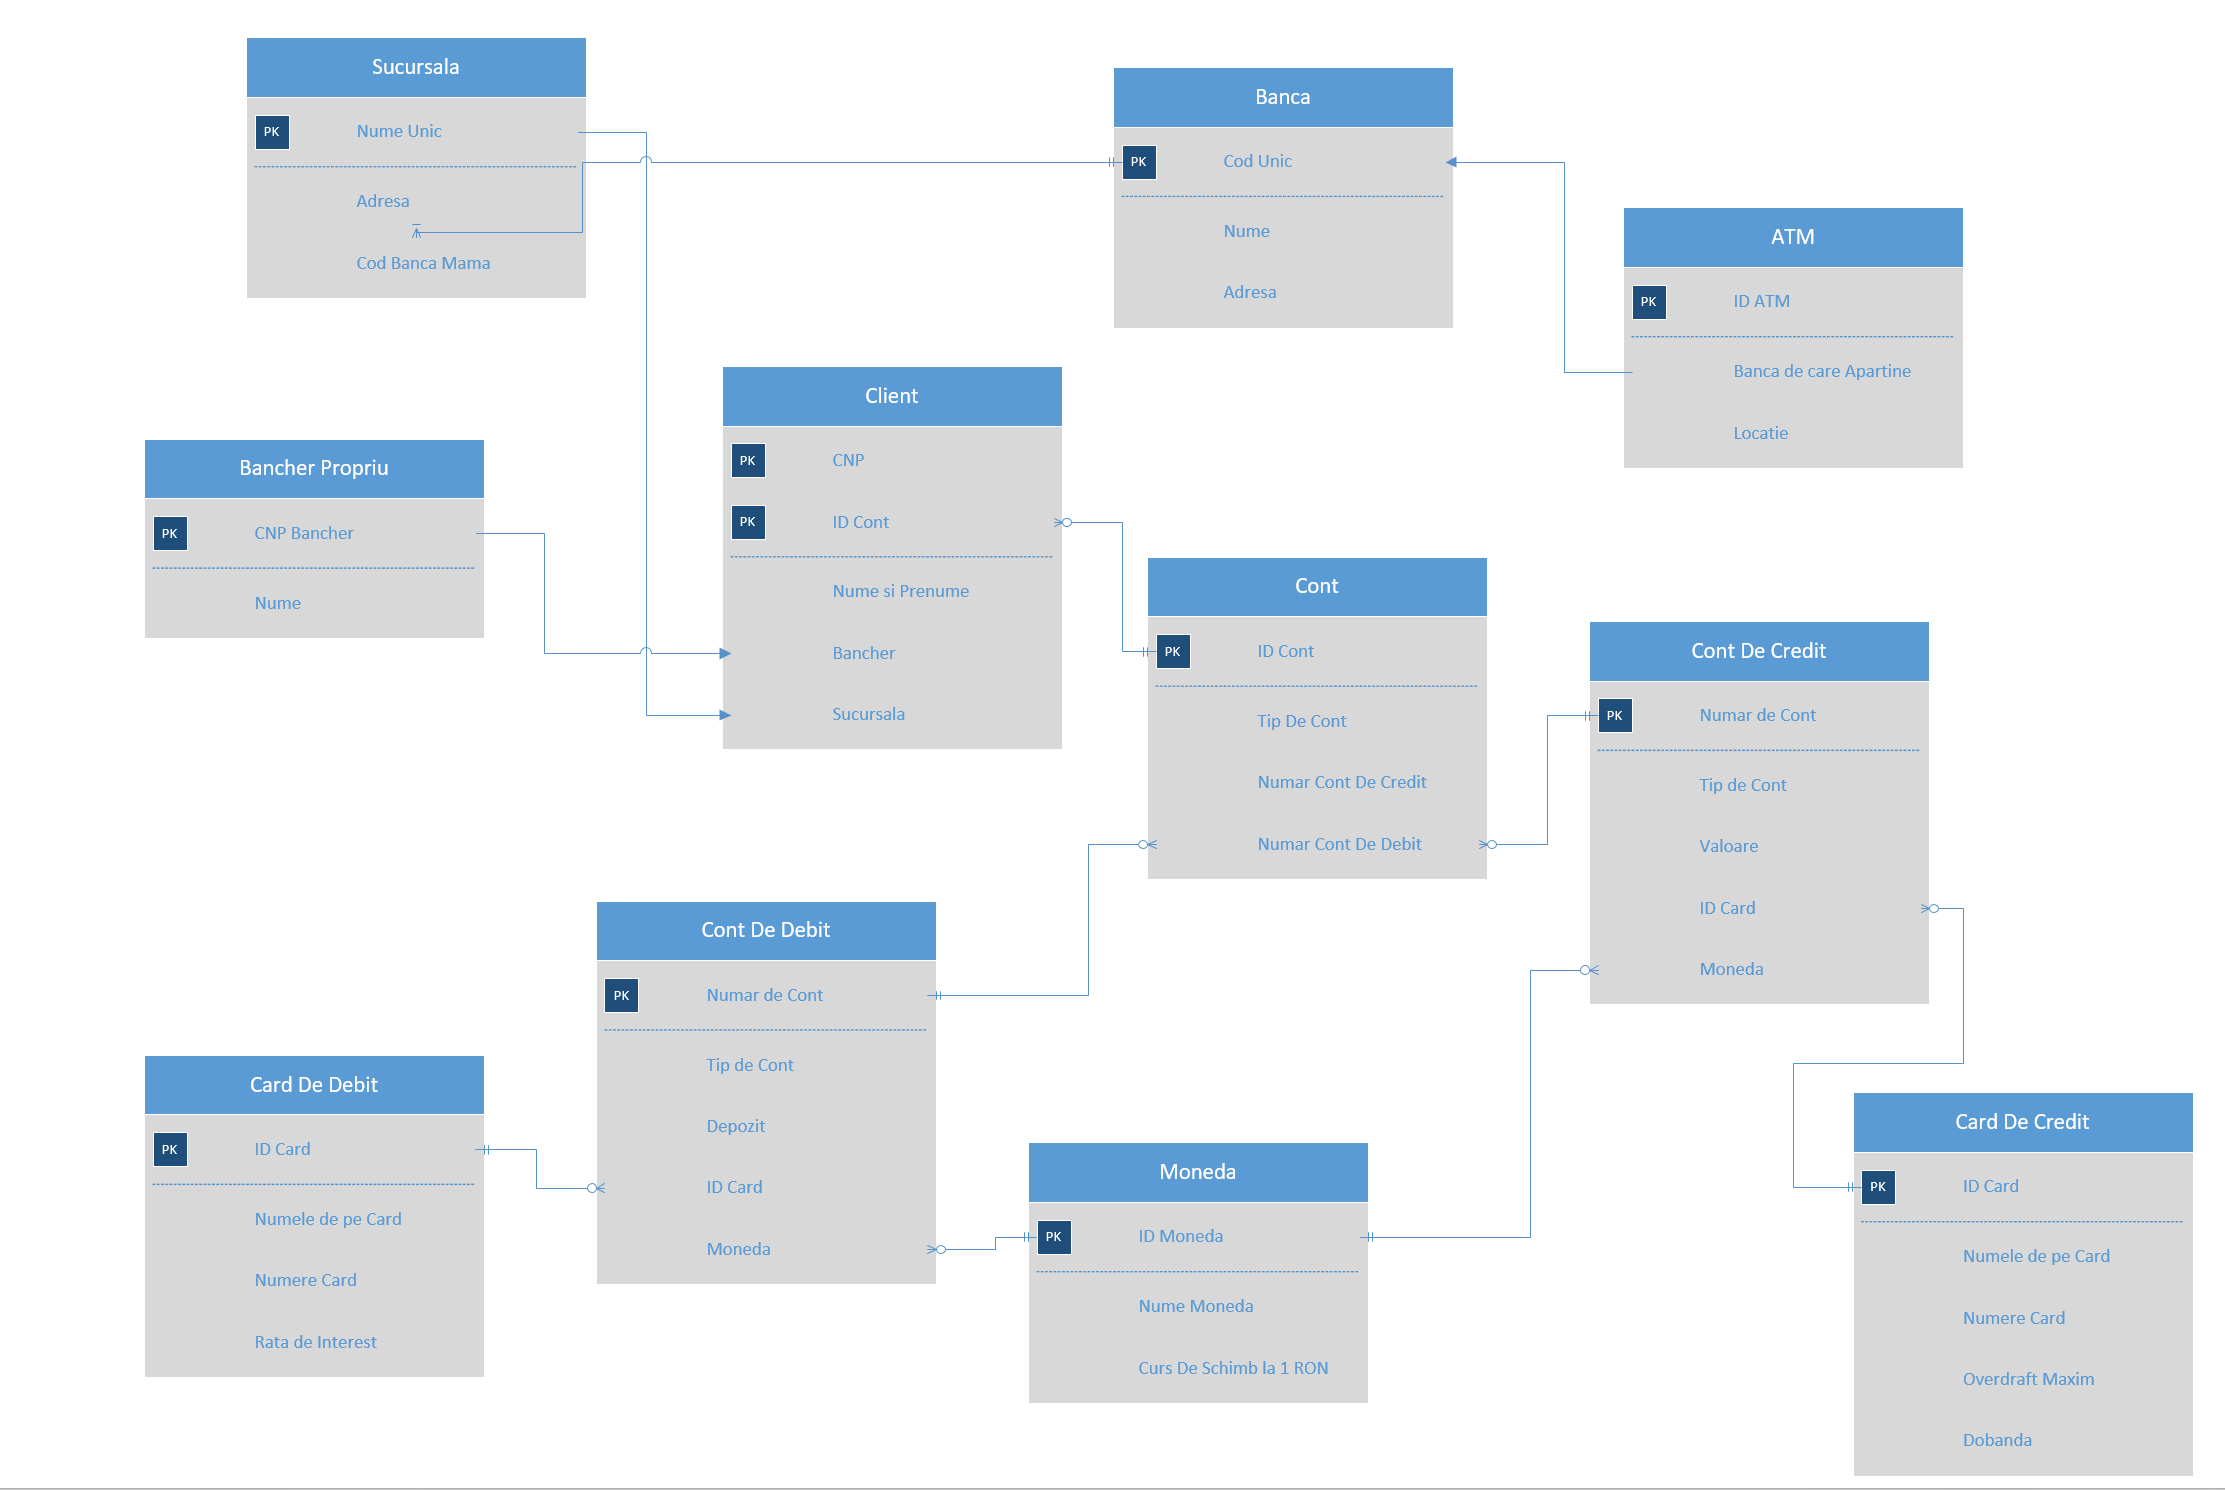 Sucursala
PK
Nume Unic
Adresa
Cod Banca Mama
Banca
PK
Cod Unic
Nume
Adresa
ATM
PK
ID ATM
Banca de care Apartine
Locatie
Client
PK
CNP
PK
ID Cont
Nume si Prenume
Bancher
Sucursala
Bancher Propriu
PK
CNP Bancher
Nume
Cont
PK
ID Cont
Tip De Cont
Numar Cont De Credit
Numar Cont De Debit
Cont De Credit
PK
Numar de Cont
Tip de Cont
Valoare
ID Card
Moneda
Cont De Debit
PK
Numar de Cont
Tip de Cont
Depozit
ID Card
Moneda
Card De Debit
PK
ID Card
Numele de pe Card
Numere Card
Rata de Interest
Moneda
PK
ID Moneda
Nume Moneda
Curs De Schimb la 1 RON
Card De Credit
PK
ID Card
Numele de pe Card
Numere Card
Overdraft Maxim
Dobanda